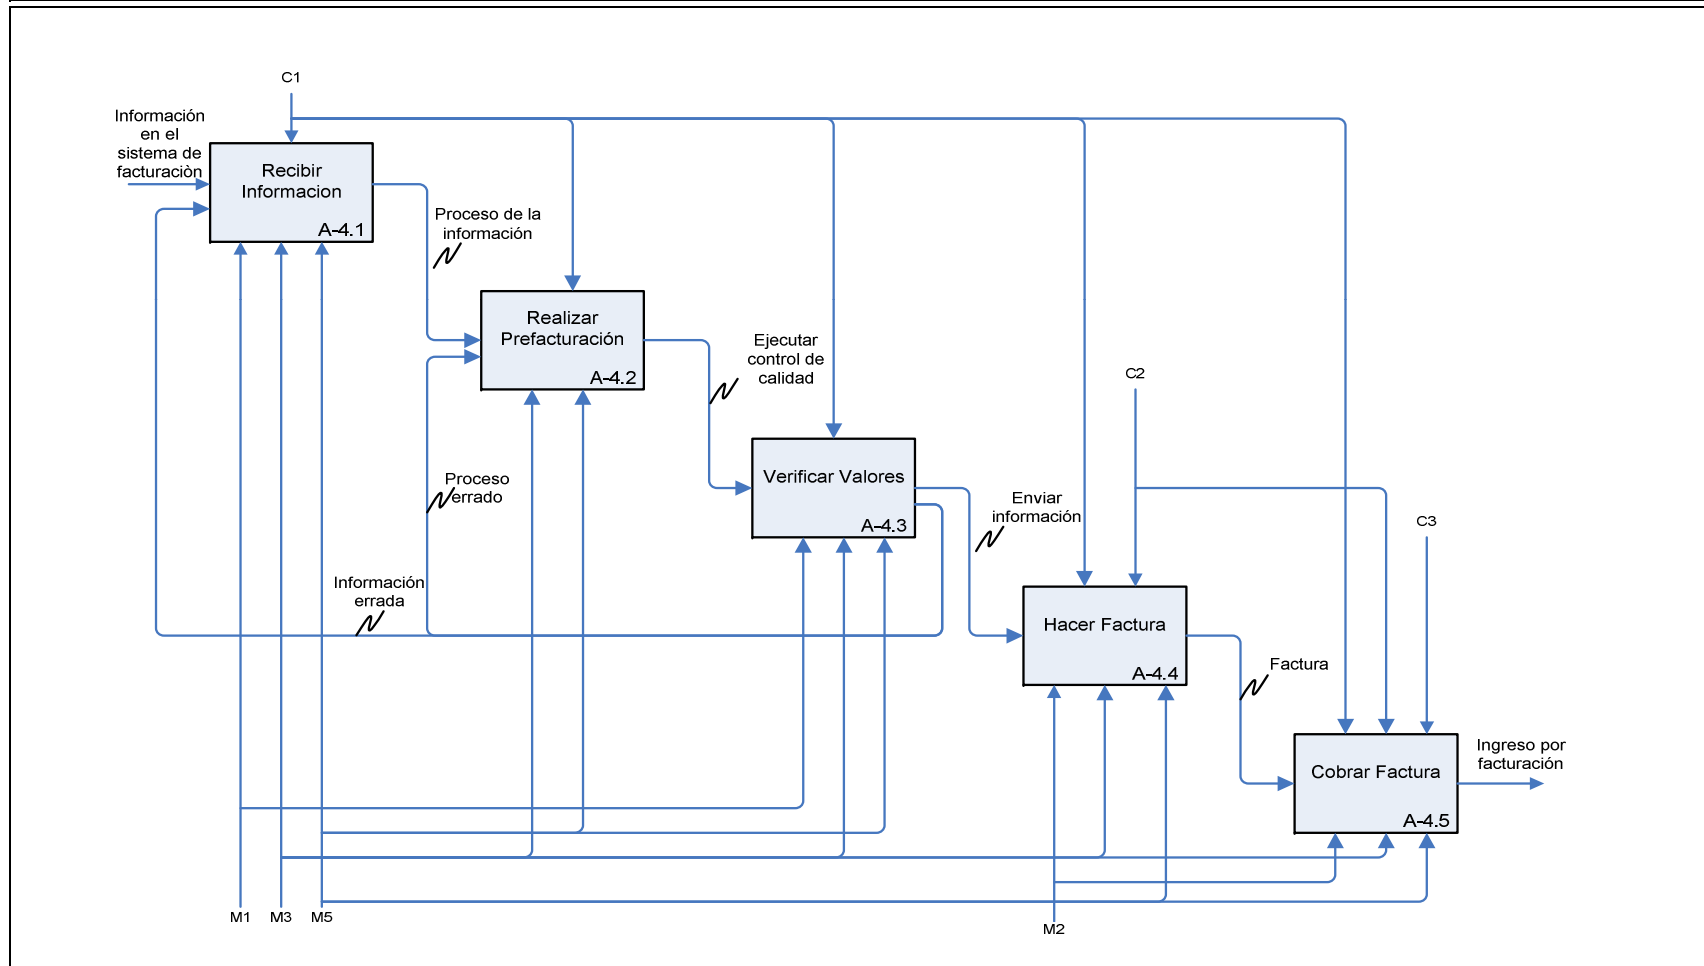 C1
Información
en el
sistema de
facturaciòn
Recibir
Informacion
A-4.1
Proceso de la
información
Realizar
Prefacturación
A-4.2
Ejecutar
control de
calidad
C2
Verificar Valores
A-4.3
Proceso
errado
Enviar
información
C3
Información
errada
Hacer Factura
A-4.4
Factura
Cobrar Factura
A-4.5
Ingreso por
facturación
M1
M3
M5
M2